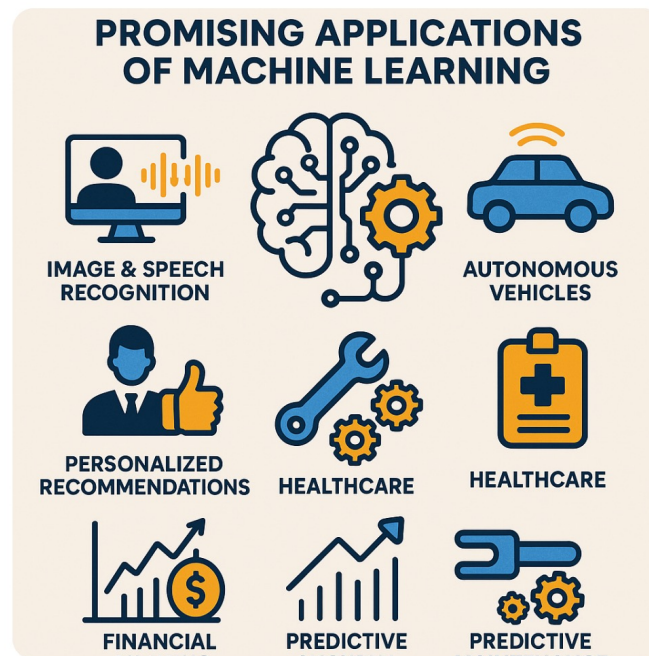 PROMISING APPLICATIONS
OF MACHINE LEARNING
IMAGE & SPEECH
RECOGNITION
AUTONOMOUS
VEHICLES
PERSONALIZED
RECOMMENDATIONS
HEALTHCARE
HEALTHCARE
$
FINANCIAL
PREDICTIVE
PREDICTIVE